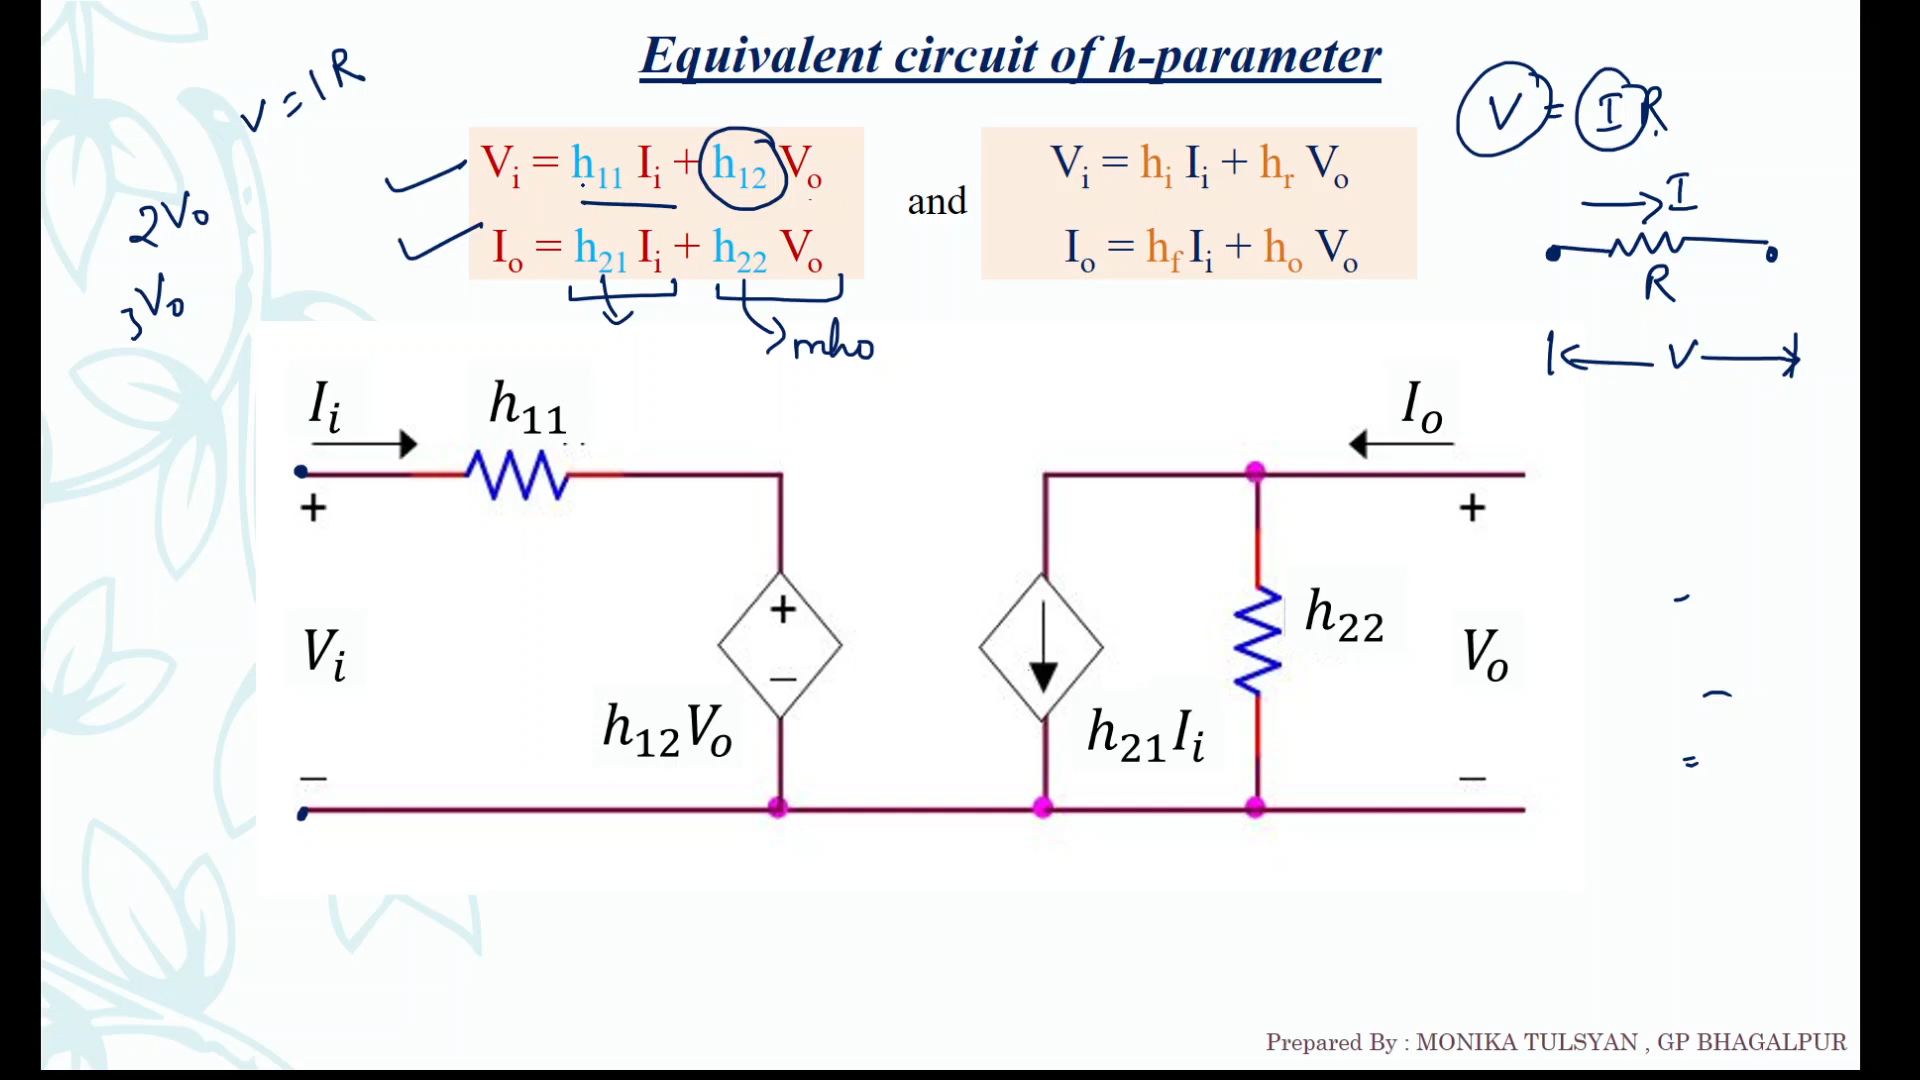 Equivalent circuit of h-parameter
V = I R
V = I R
Vi = h11 Ii + h12 Vo
and
Vi = hi Ii + hr Vo
Io = h21 Ii + h22 Vo
Io = hf Ii + ho Vo
2Vo
3Vo
mho
I
R
V
Ii
h11
Io
+
+
+
h22
Vi
Vo
–
h12Vo
h21Ii
–
–
Prepared By : MONIKA TULSYAN , GP BHAGALPUR